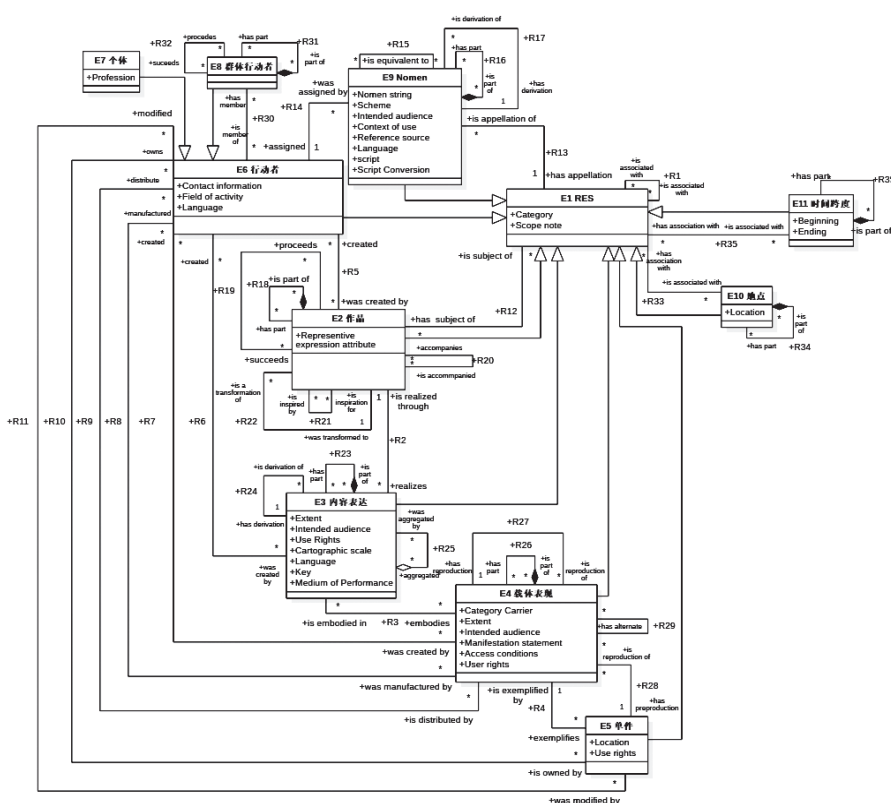 +R32
+procedes
+has part
+R31
+is part of
E7 个体
+Profession
+suceeds
E8 群体行动者
+has member
+R30
+is member of
+R15
+is equivalent to
+is derivation of
+R17
+has part
+R16
+is part of
+has derivation
+was assigned by
+R14
+assigned
E9 Nomen
+Nomen string
+Scheme
+Intended audience
+Context of use
+Reference source
+Language
+script
+Script Conversion
+is appellation of
+R13
+has appellation
+is associated with
+R1
+is associated with
+modified
+owns
+distribute
+manufactured
+created
E6 行动者
+Contact information
+Field of activity
+Language
E1 RES
+Category
+Scope note
+has part
+R39
E11 时间跨度
+Beginning
+Ending
+is part of
+has association with
+is associated with
+R35
+has association with
+is associated with
+R33
E10 地点
+Location
+is part of
+has part
+R34
+is subject of
+created
+R19
+proceeds
+created
+R5
+R18
+is part of
+was created by
+has part
+succeeds
E2 作品
+Representive expression attribute
+has subject of
+R12
+accompanies
+R20
+is accommpanied
+is a transformation of
+is inspired by
+is inspiration for
+R22
+R21
+was transformed to
+is realized through
+R2
+R11
+R10
+R9
+R8
+R7
+R6
+R23
+is derivation of
+has part
+is part of
+realizes
+R24
+has derivation
E3 内容表达
+Extent
+Intended audience
+Use Rights
+Cartographic scale
+Language
+Key
+Medium of Performance
+was created by
+was aggregated by
+R25
+aggregated
+R27
+R26
+has reproduction
+has part
+is part of
+is reproduction of
E4 载体表现
+Category Carrier
+Extent
+Intended audience
+Manifestation statement
+Access conditions
+User rights
+has alternate
+R29
+is embodied in
+R3
+embodies
+was created by
+was manufactured by
+is distributed by
+is exemplified by
+R4
+exemplifies
+is reproduction of
+R28
+has preproduction
E5 单件
+Location
+Use rights
+is owned by
+was modified by